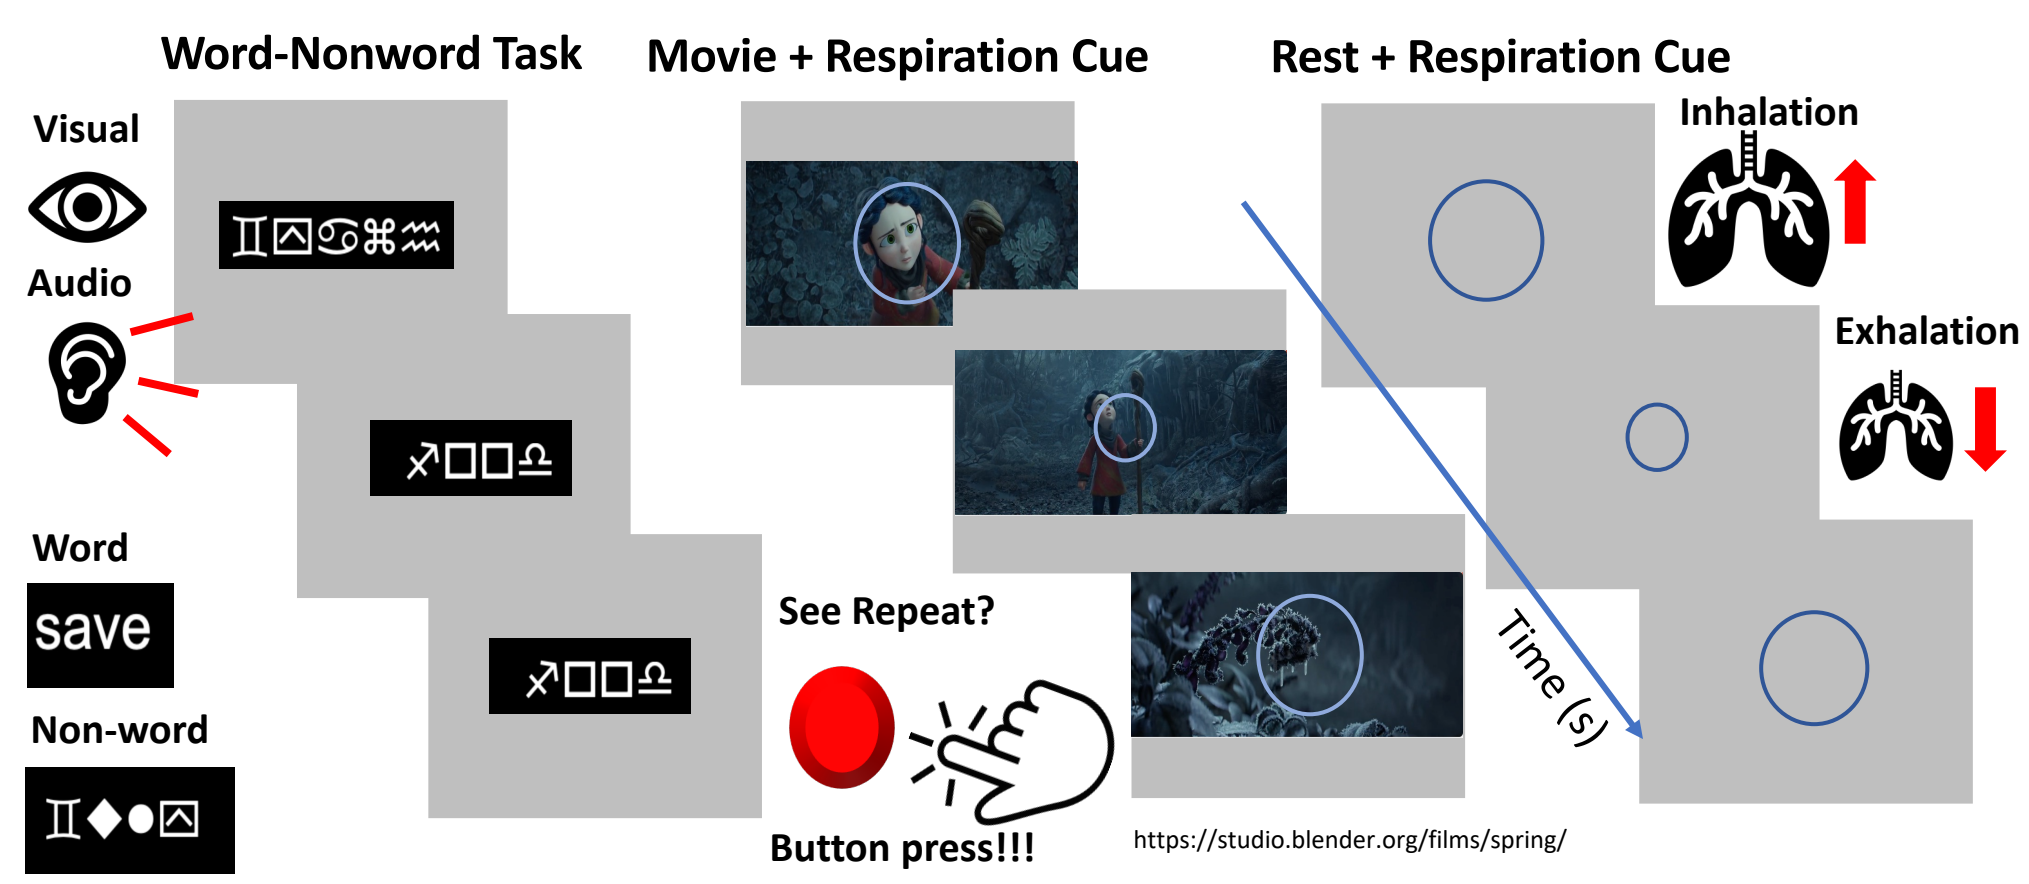 Word-Nonword Task
Movie + Respiration Cue
Rest + Respiration Cue
Visual
Audio
Word
save
Non-word
See Repeat?
Button press!!!
Inhalation
Exhalation
Time (s)
https://studio.blender.org/films/spring/